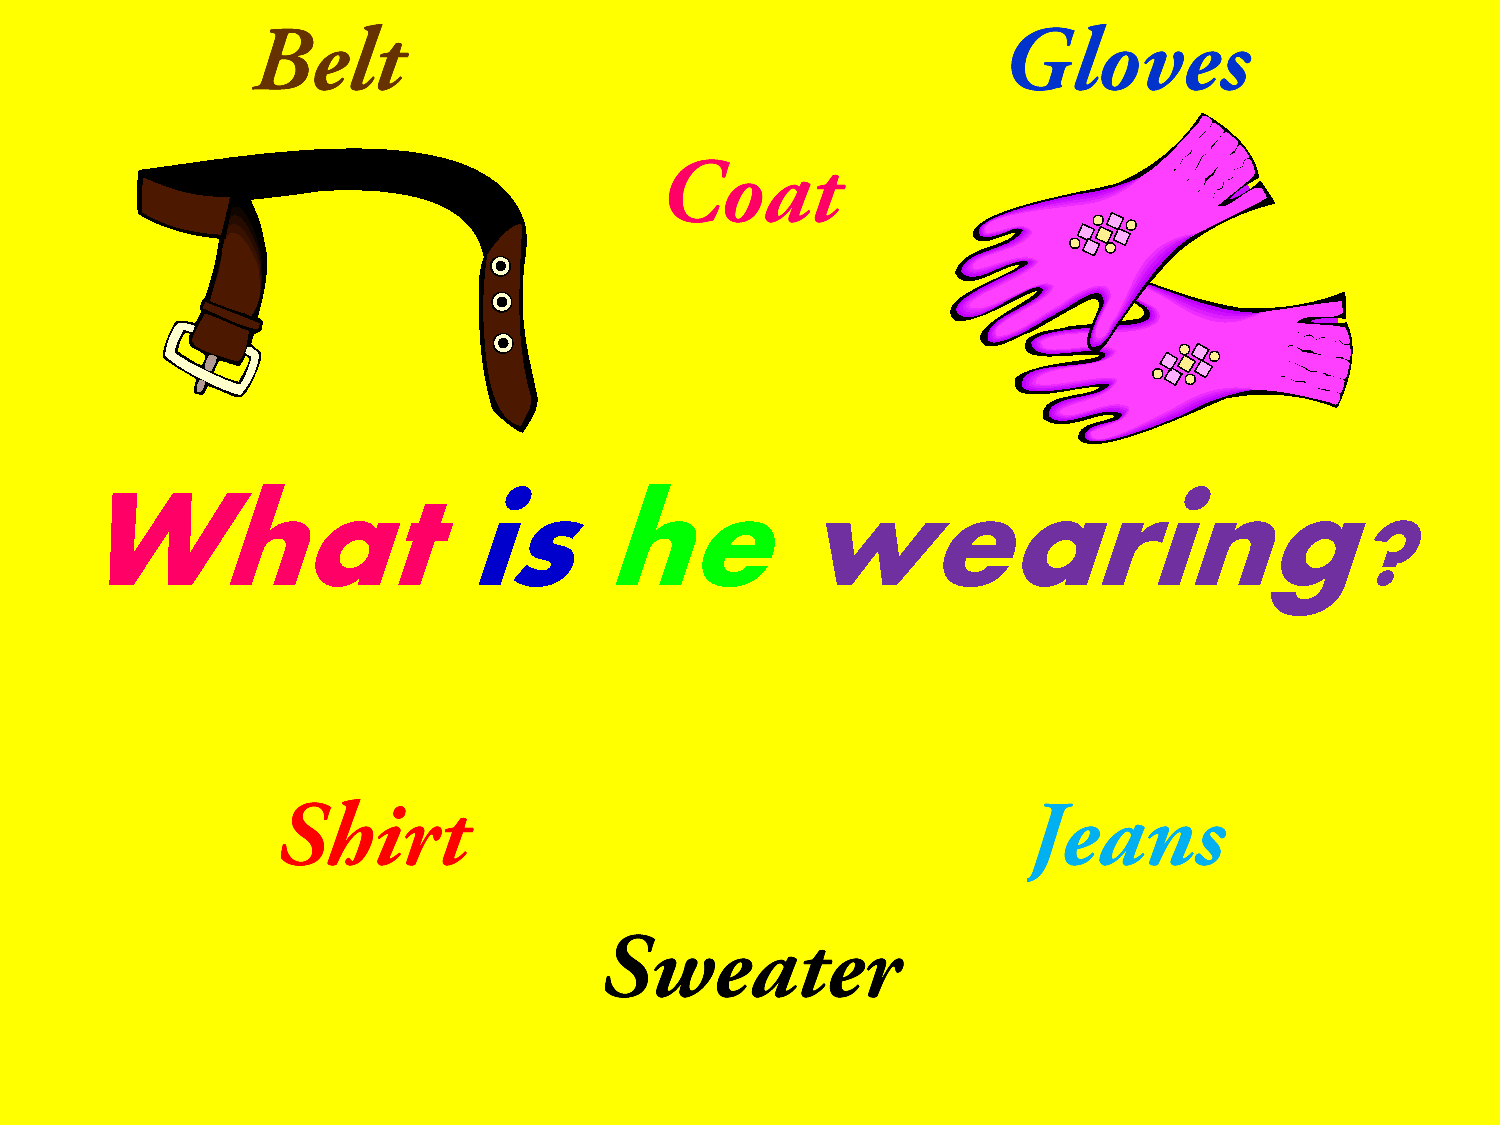 Belt
Gloves
Coat
What is he wearing?
Shirt
Jeans
Sweater